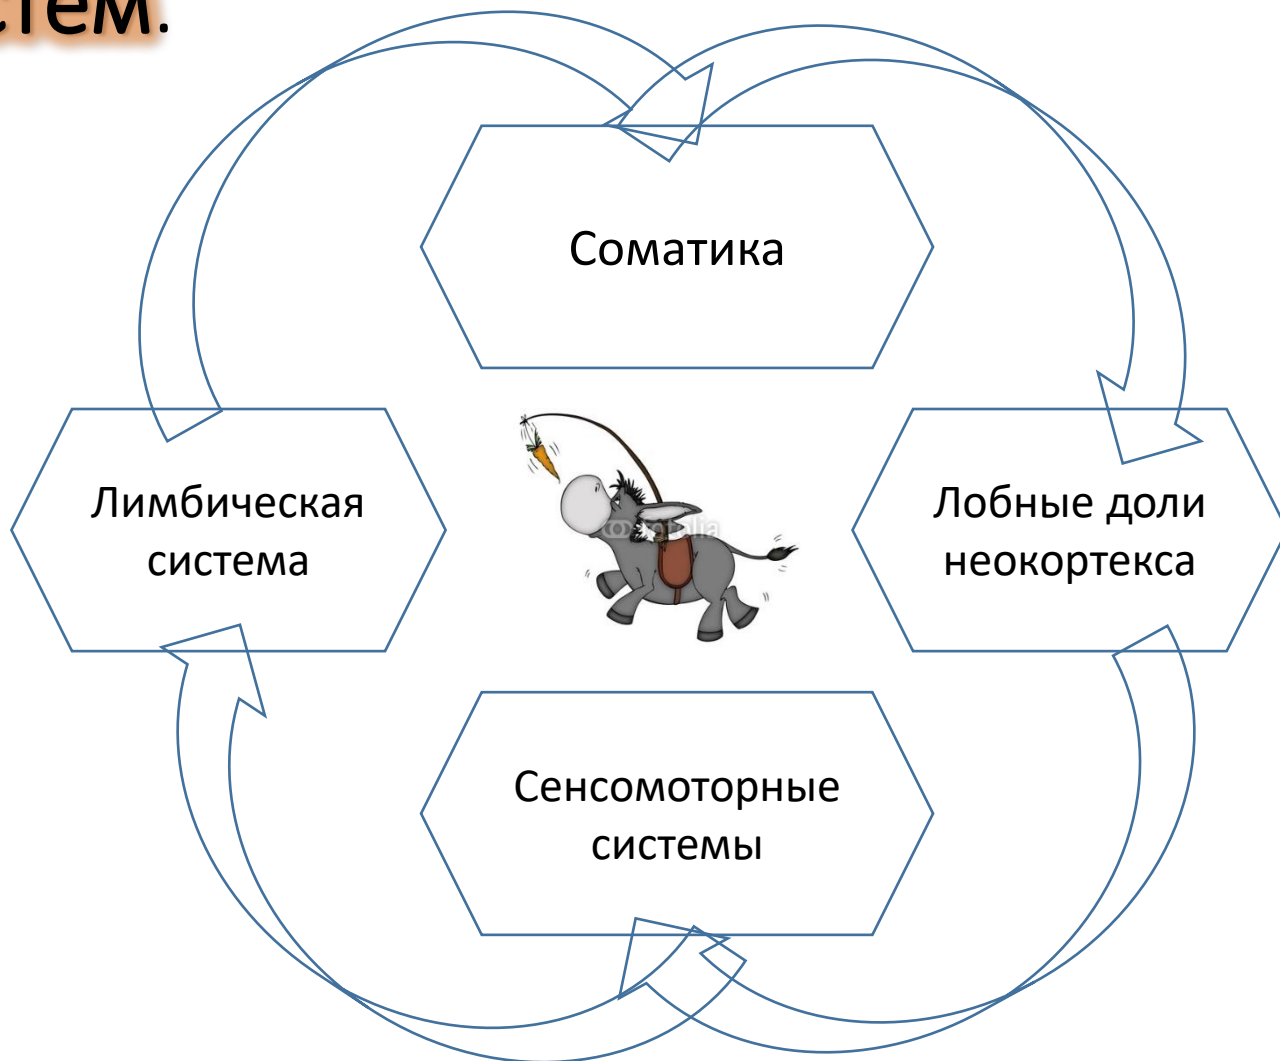 стем.
Соматика
Лимбическая
система
Лобные доли
неокортекса
Сенсомоторные
системы